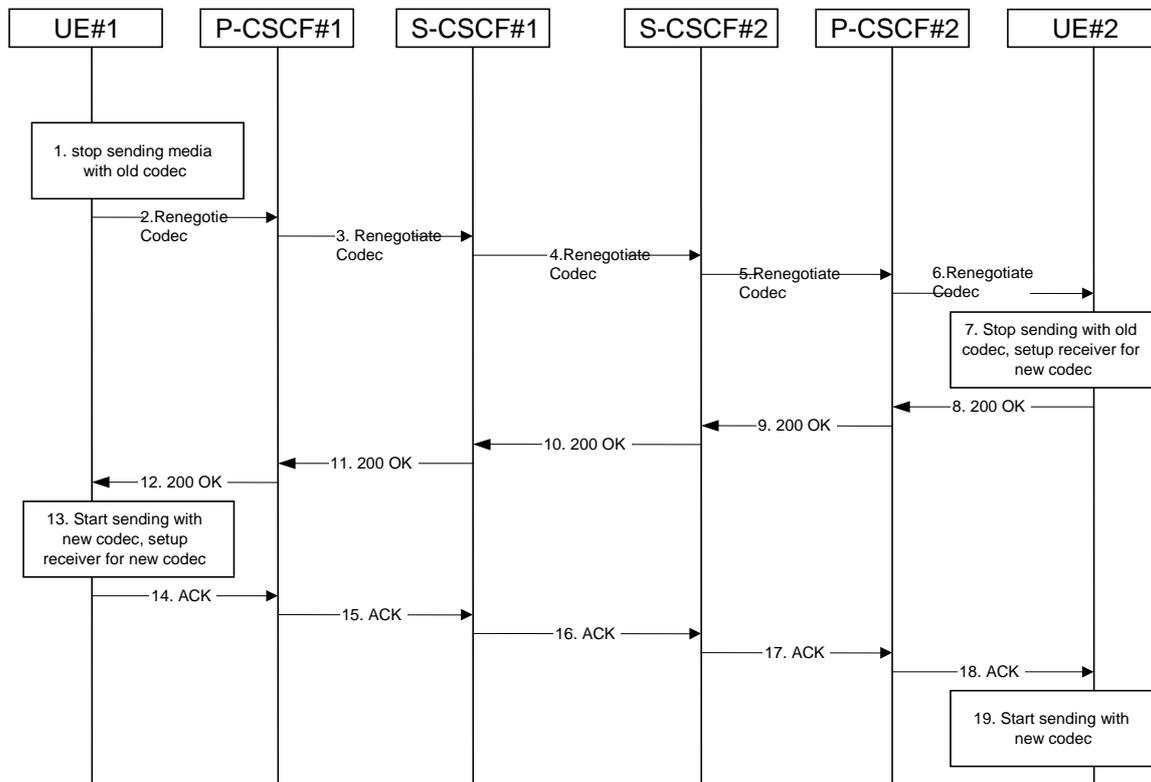 UE#1
P-CSCF#1
S-CSCF#1
S-CSCF#2
P-CSCF#2
UE#2
1. stop sending media
with old codec
2.Renegotie
Codec
3. Renegotiate
Codec
4.Renegotiate
Codec
5.Renegotiate
Codec
6.Renegotiate
Codec
7. Stop sending with old
codec, setup receiver for
new codec
8. 200 OK
9. 200 OK
10. 200 OK
11. 200 OK
12. 200 OK
13. Start sending with
new codec, setup
receiver for new codec
14. ACK
15. ACK
16. ACK
17. ACK
18. ACK
19. Start sending with
new codec